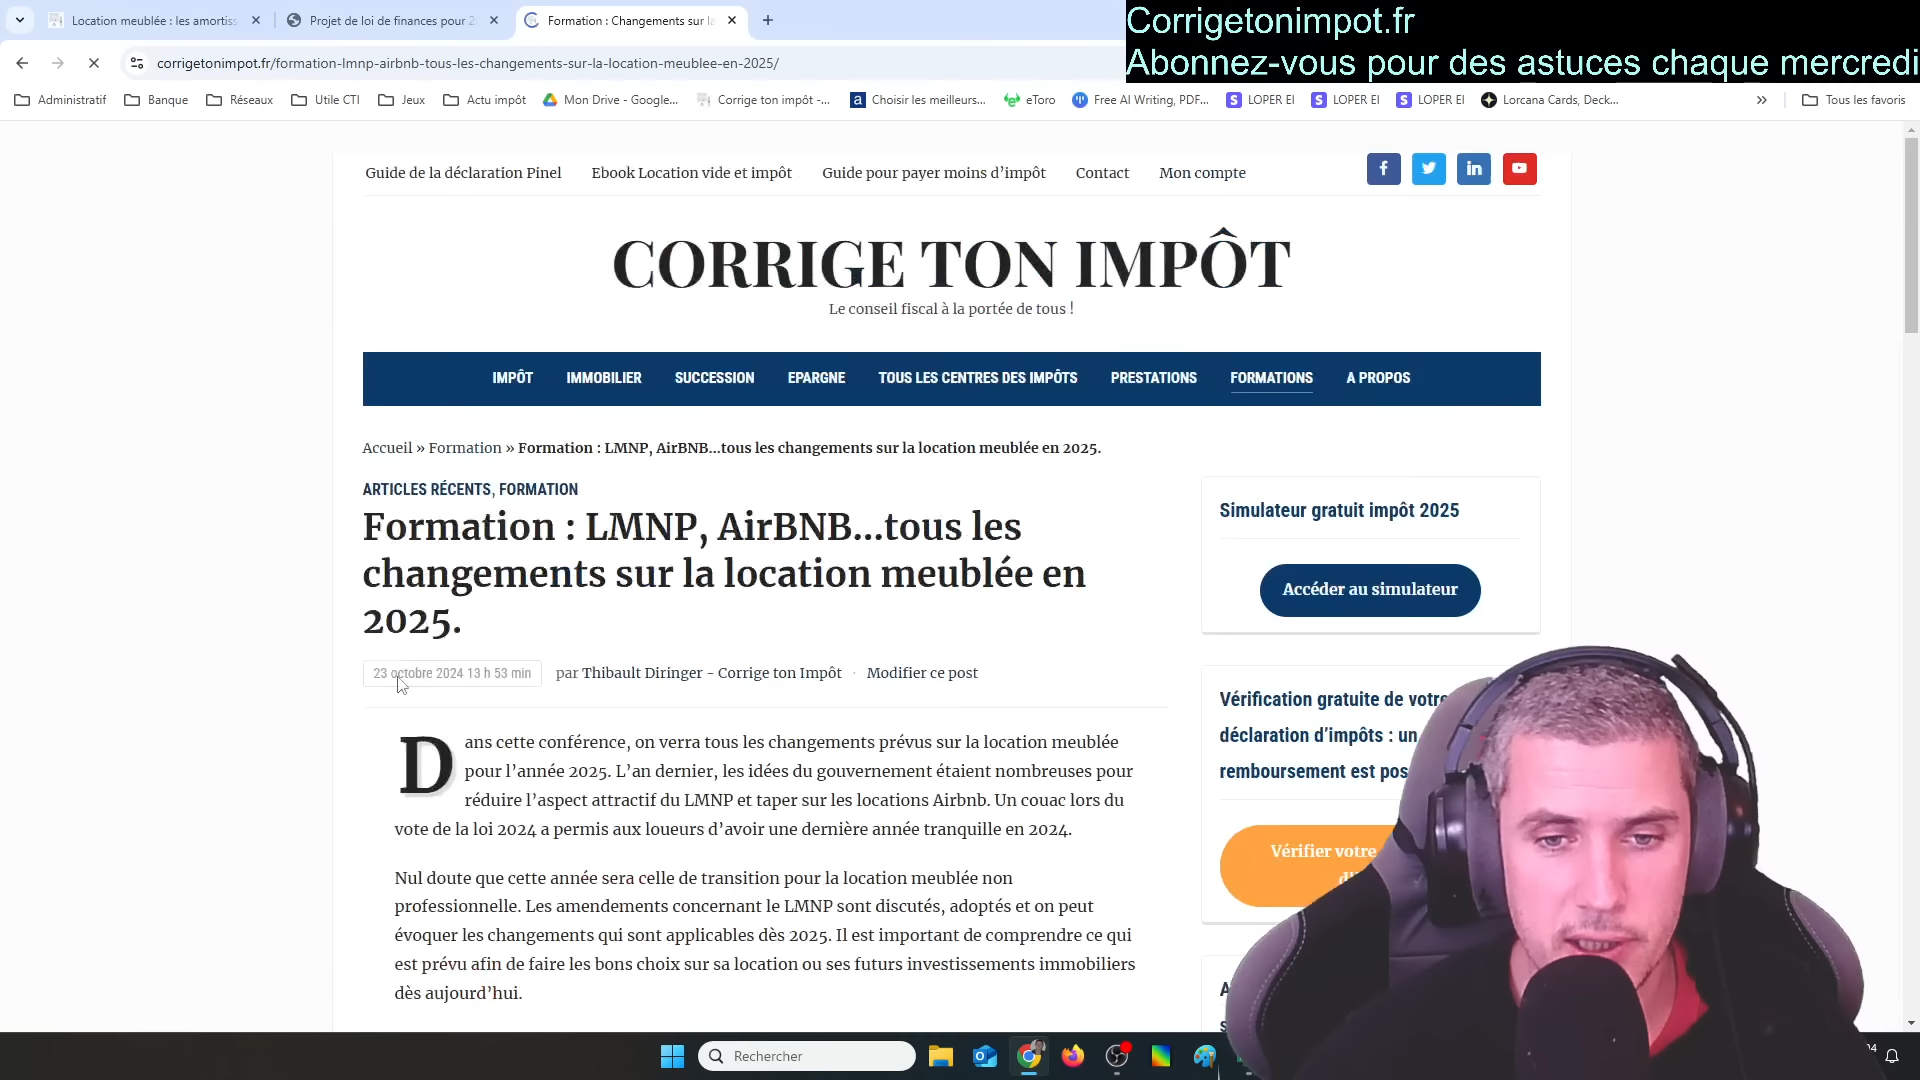 Location meublée : les amortiss
Projet de loi de finances pour 2
Formation : Changements sur la
Corrigetonimpot.fr
Abonnez-vous pour des astuces chaque mercredi
corrigetonimpot.fr/formation-lmnp-airbnb-tous-les-changements-sur-la-location-meublee-en-2025/
Administratif Banque Réseaux Utile CTI Jeux Actu impôt Mon Drive - Google... Corrige ton impôt -... Choisir les meilleurs... eToro Free AI Writing, PDF... LOPER EI LOPER EI LOPER EI Lorcana Cards, Deck... » Tous les favoris
Guide de la déclaration Pinel Ebook Location vide et impôt Guide pour payer moins d’impôt Contact Mon compte
CORRIGE TON IMPÔT
Le conseil fiscal à la portée de tous !
IMPÔT IMMOBILIER SUCCESSION EPARGNE TOUS LES CENTRES DES IMPÔTS PRESTATIONS FORMATIONS A PROPOS
Accueil » Formation » Formation : LMNP, AirBNB…tous les changements sur la location meublée en 2025.
ARTICLES RÉCENTS, FORMATION
Formation : LMNP, AirBNB…tous les
changements sur la location meublée en
2025.
23 octobre 2024 13 h 53 min par Thibault Diringer - Corrige ton Impôt · Modifier ce post
Dans cette conférence, on verra tous les changements prévus sur la location meublée
pour l’année 2025. L’an dernier, les idées du gouvernement étaient nombreuses pour
réduire l’aspect attractif du LMNP et taper sur les locations Airbnb. Un couac lors du
vote de la loi 2024 a permis aux loueurs d’avoir une dernière année tranquille en 2024.
Nul doute que cette année sera celle de transition pour la location meublée non
professionnelle. Les amendements concernant le LMNP sont discutés, adoptés et on peut
évoquer les changements qui sont applicables dès 2025. Il est important de comprendre ce qui
est prévu afin de faire les bons choix sur sa location ou ses futurs investissements immobiliers
dès aujourd’hui.
Simulateur gratuit impôt 2025
Accéder au simulateur
Vérification gratuite de votre
déclaration d’impôts : un
remboursement est pos
Vérifier votre
Rechercher